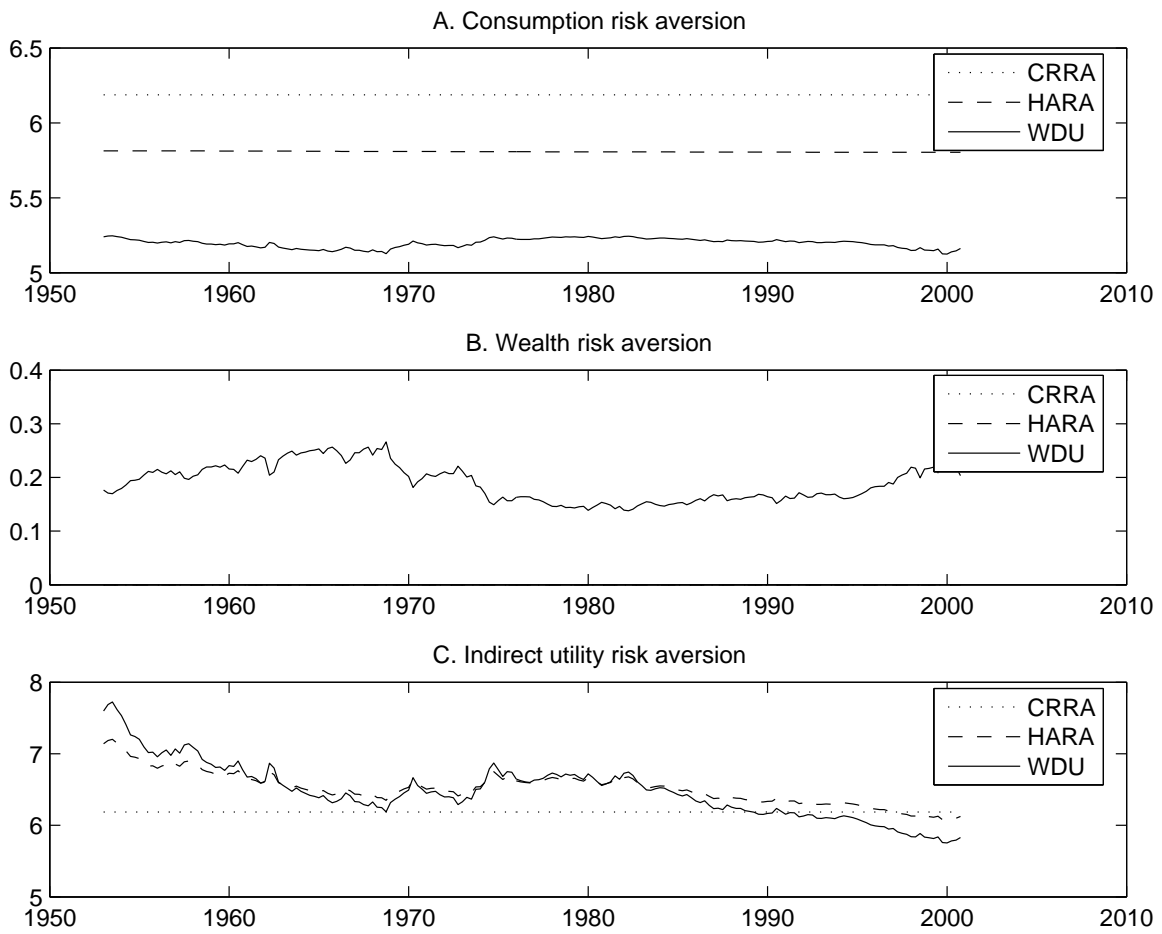 A. Consumption risk aversion
6.5
6
5.5
5
CRRA
HARA
WDU
1950 1960 1970 1980 1990 2000 2010
B. Wealth risk aversion
0.4
0.3
0.2
0.1
0
CRRA
HARA
WDU
1950 1960 1970 1980 1990 2000 2010
C. Indirect utility risk aversion
8
7
6
5
CRRA
HARA
WDU
1950 1960 1970 1980 1990 2000 2010